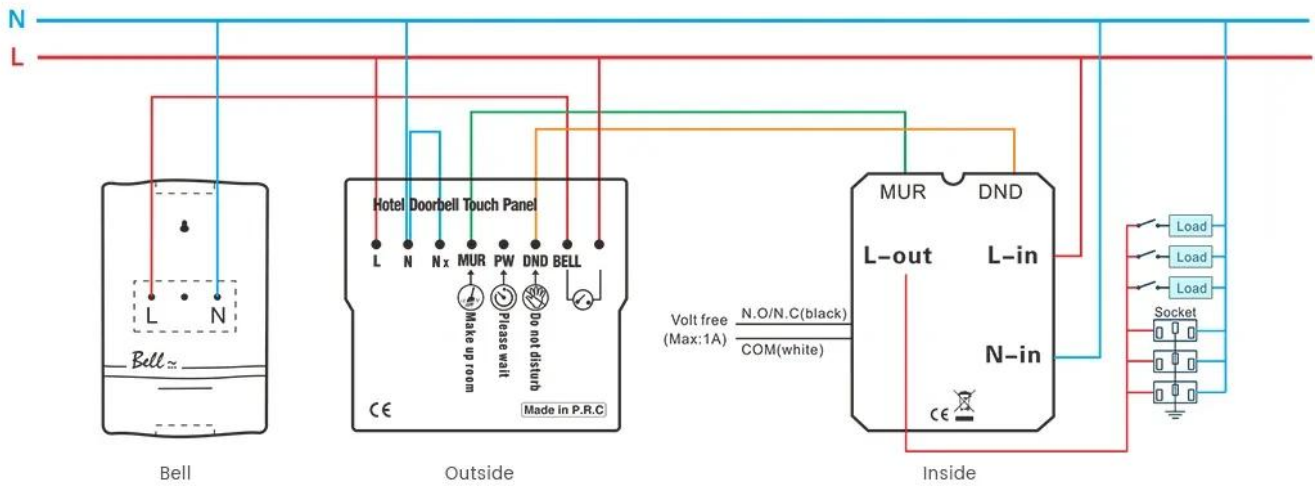 N
L
Hotel Doorbell Touch Panel
L N Nx MUR PW DND BELL
Make up room
Please wait
Do not disturb
CE
Made in P.R.C
L N
Bell
Bell
Outside
MUR DND
L-out L-in
N-in
Volt free
(Max:1A)
N.O/N.C(black)
COM(white)
CE
Inside
Load
Load
Load
Socket